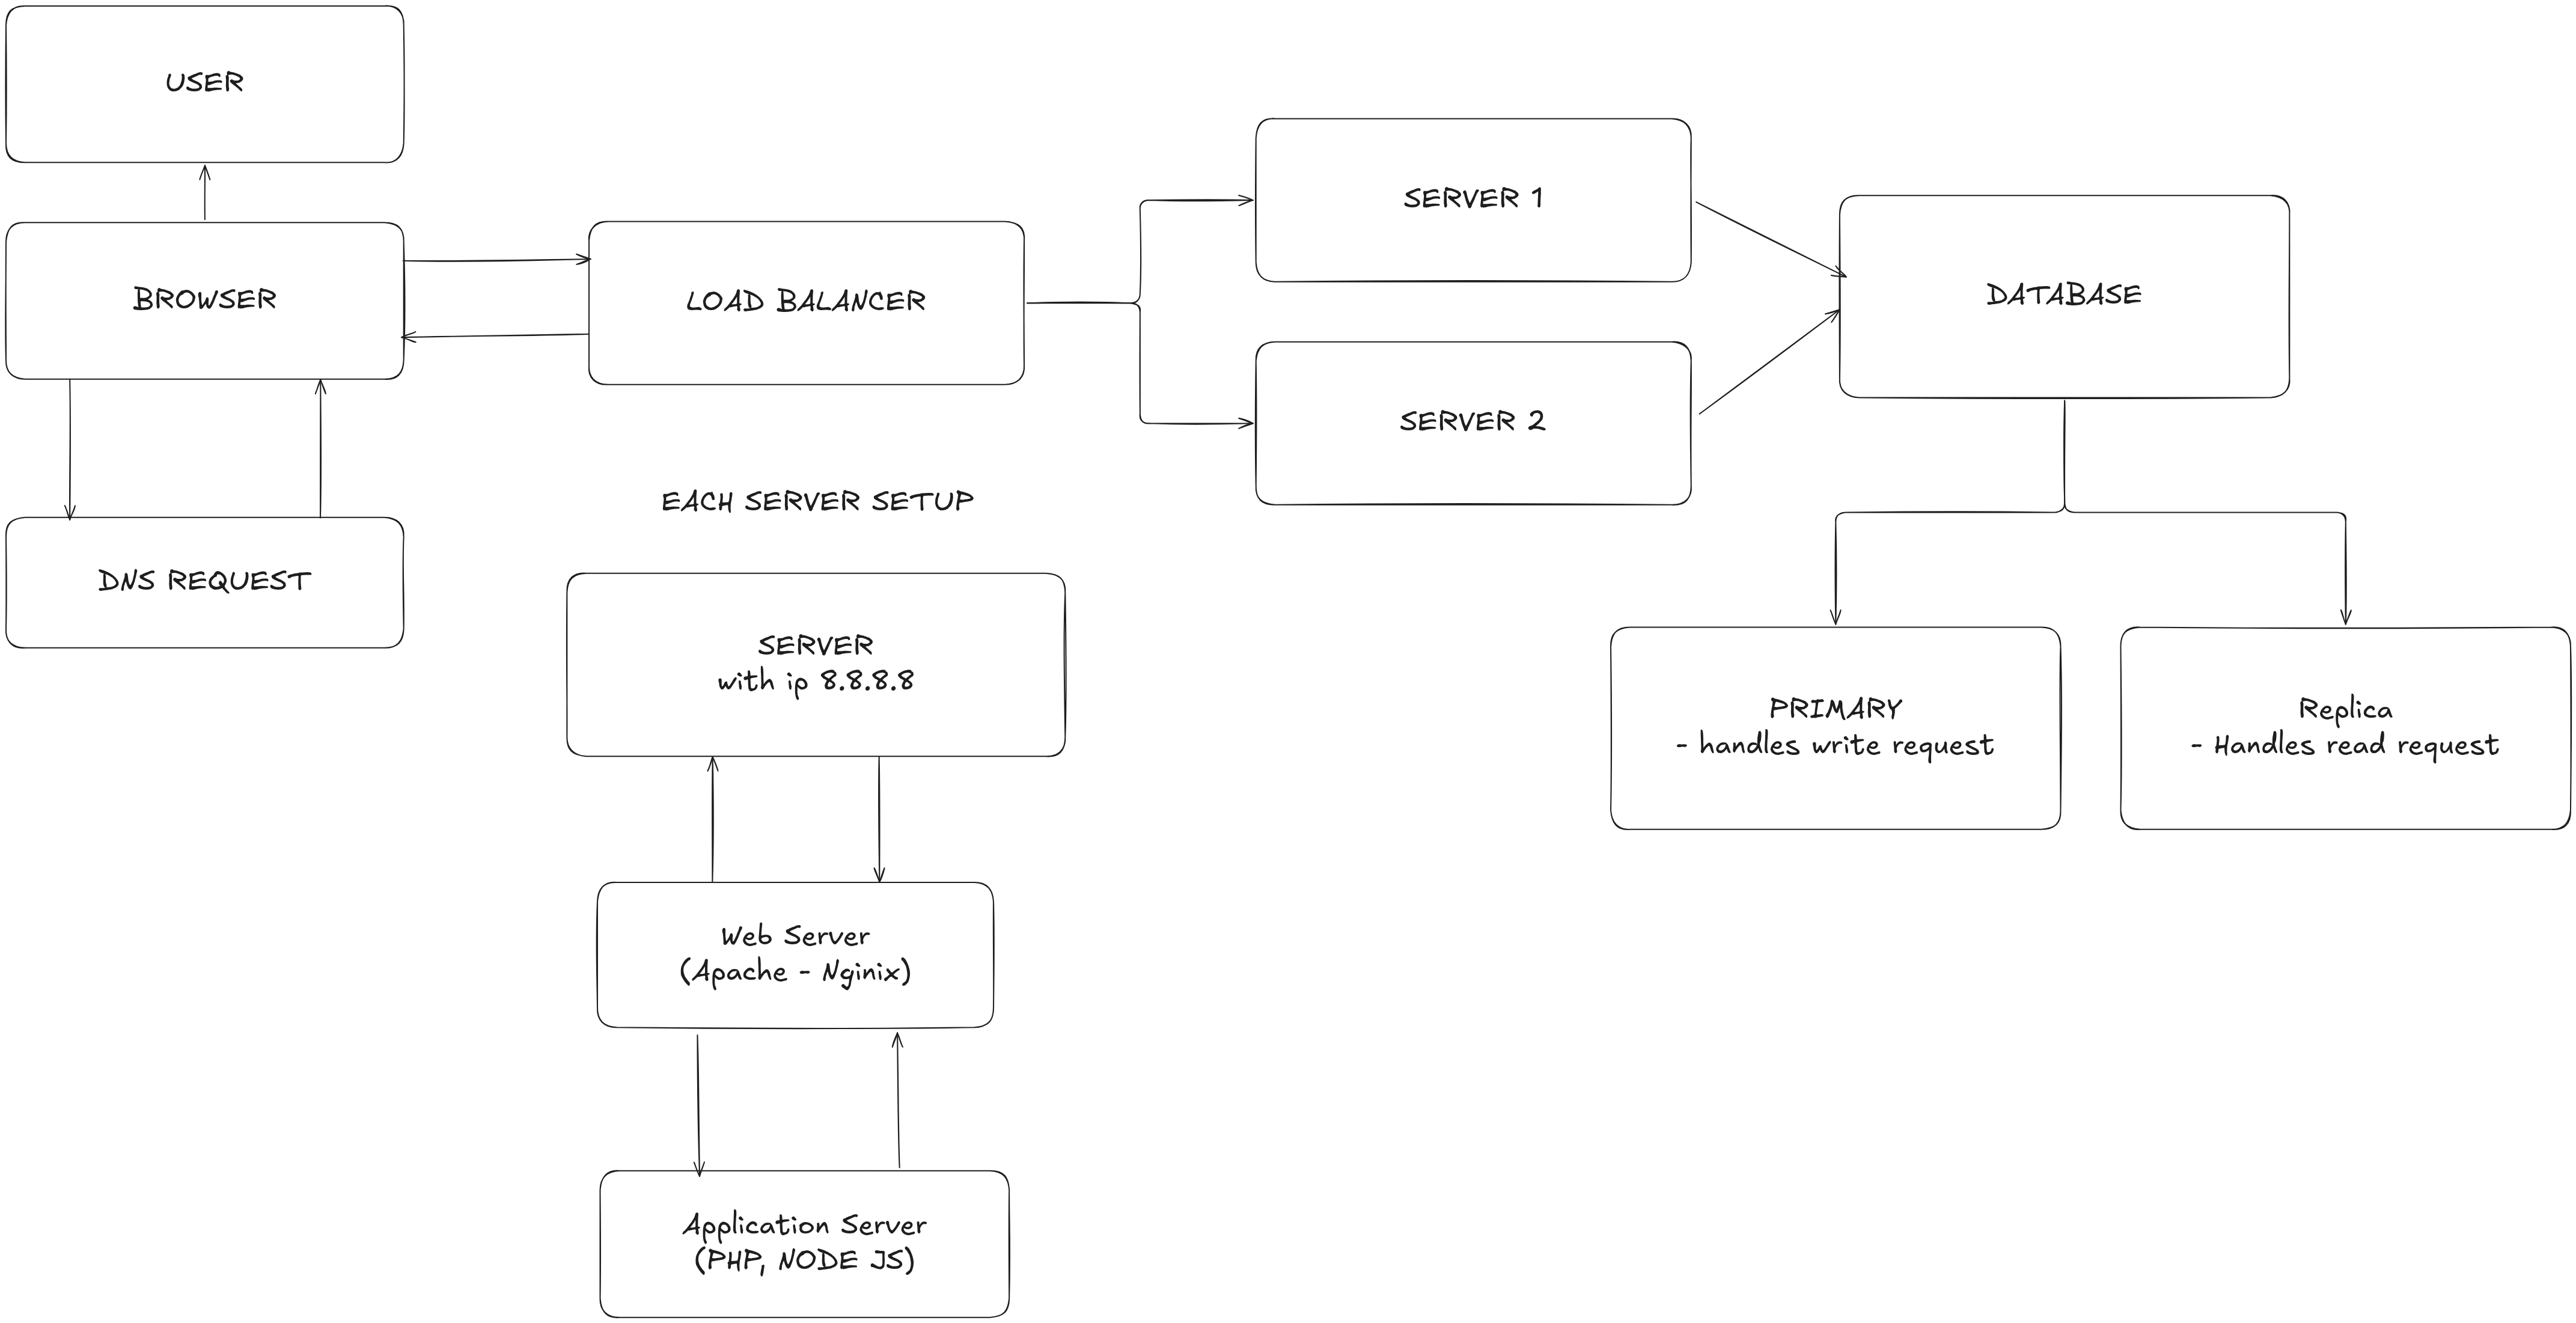 USER
BROWSER
DNS REQUEST
LOAD BALANCER
SERVER 1
SERVER 2
DATABASE
PRIMARY
- handles write request
Replica
- Handles read request
EACH SERVER SETUP
SERVER
with ip 8.8.8.8
Web Server
(Apache - Nginix)
Application Server
(PHP, NODE JS)